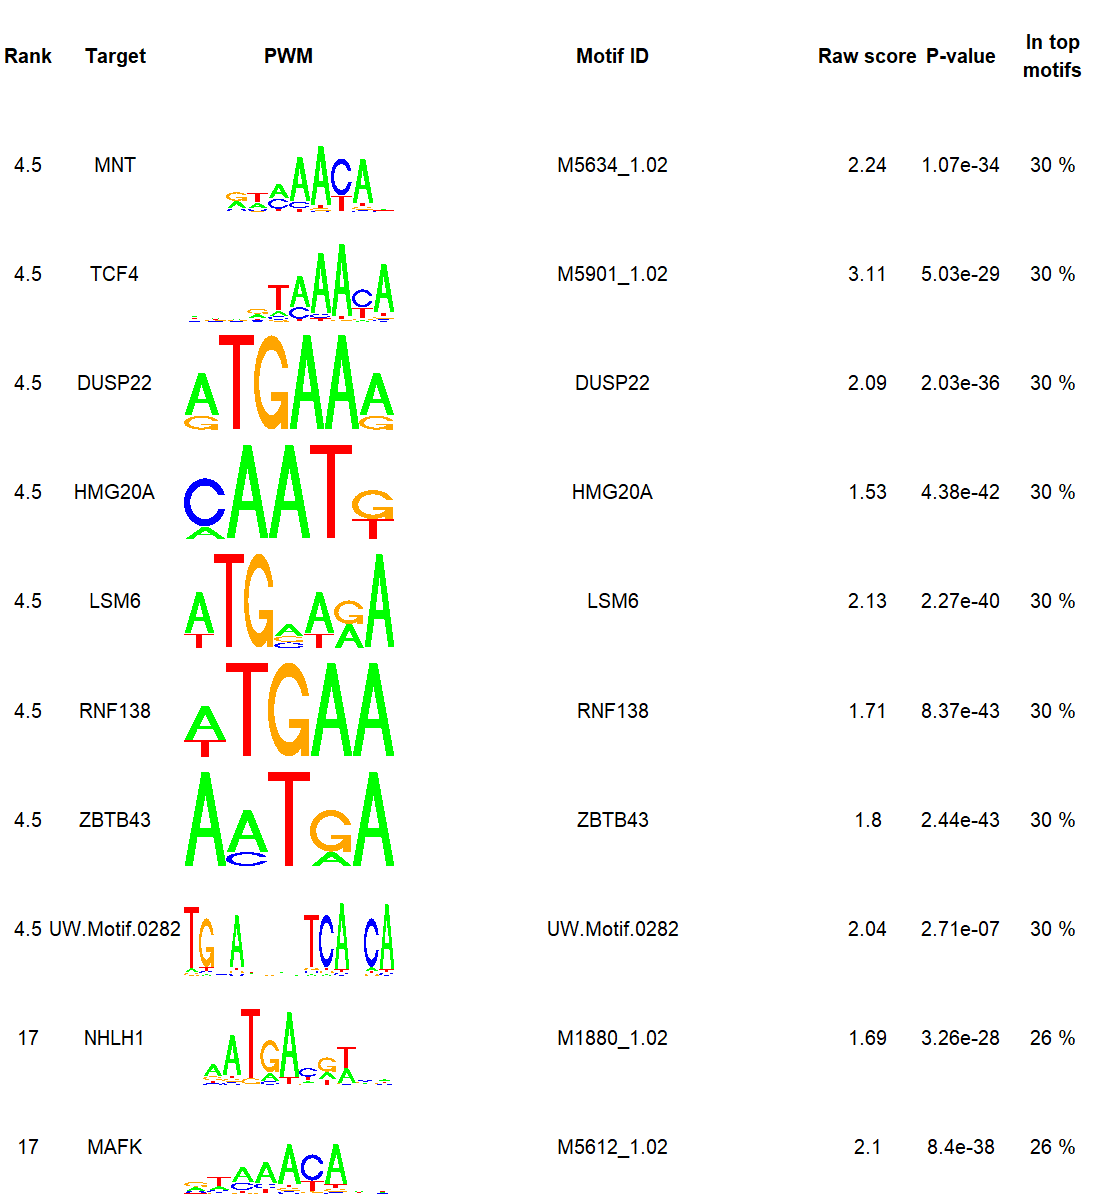 Rank Target PWM Motif ID Raw score P-value In top motifs
4.5 MNT M5634_1.02 2.24 1.07e-34 30 %
4.5 TCF4 M5901_1.02 3.11 5.03e-29 30 %
4.5 DUSP22 DUSP22 2.09 2.03e-36 30 %
4.5 HMG20A HMG20A 1.53 4.38e-42 30 %
4.5 LSM6 LSM6 2.13 2.27e-40 30 %
4.5 RNF138 RNF138 1.71 8.37e-43 30 %
4.5 ZBTB43 ZBTB43 1.8 2.44e-43 30 %
4.5 UW.Motif.0282 UW.Motif.0282 2.04 2.71e-07 30 %
17 NHLH1 M1880_1.02 1.69 3.26e-28 26 %
17 MAFK M5612_1.02 2.1 8.4e-38 26 %